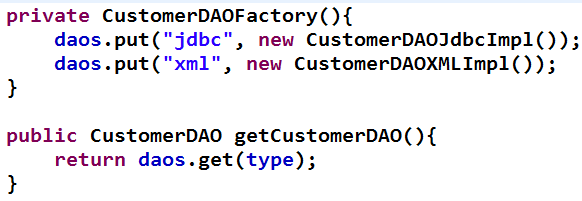 private CustomerDAOFactory(){
    daos.put("jdbc", new CustomerDAOJdbcImpl());
    daos.put("xml", new CustomerDAOXMLImpl());
}
public CustomerDAO getCustomerDAO(){
    return daos.get(type);
}